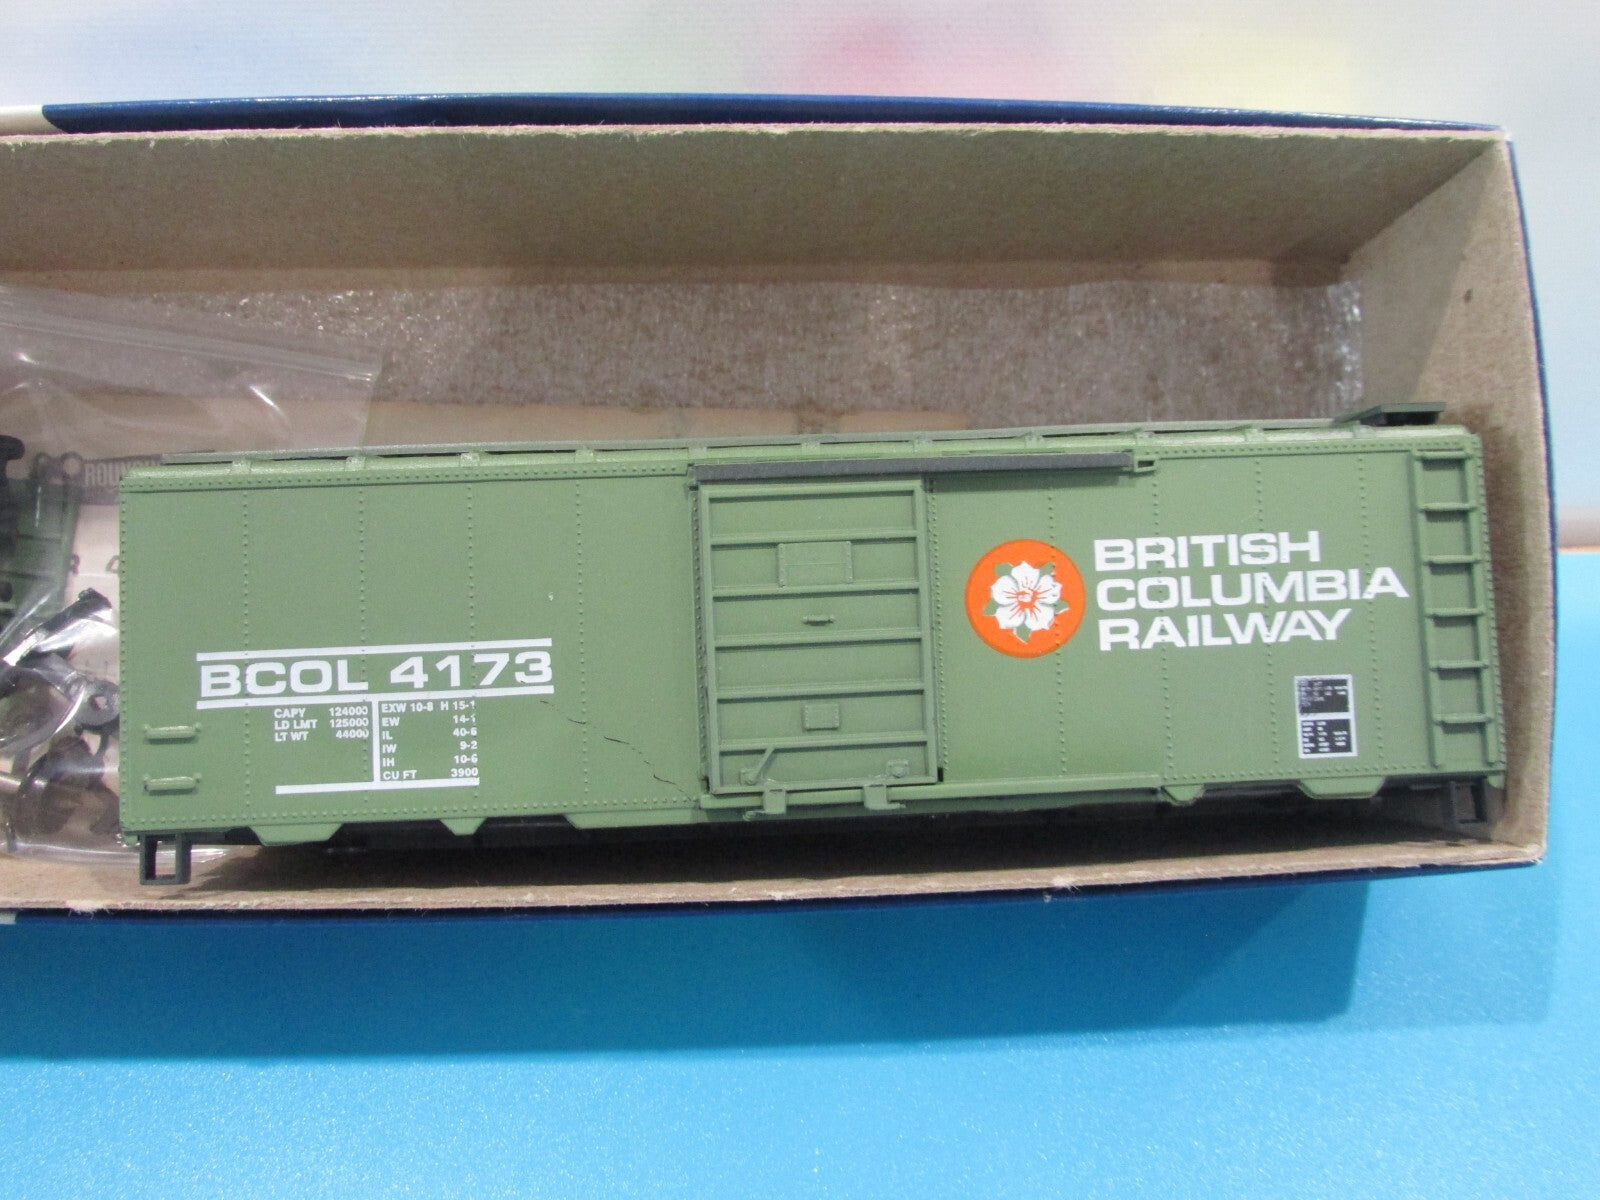 BCOL 4173
CAPY 124000
LD LMT 125000
LT WT 44000
EXW 10-8 H 15-1
EW 14-1
IL 40-6
IW 9-2
IH 10-6
CU FT 3900
BRITISH
COLUMBIA
RAILWAY